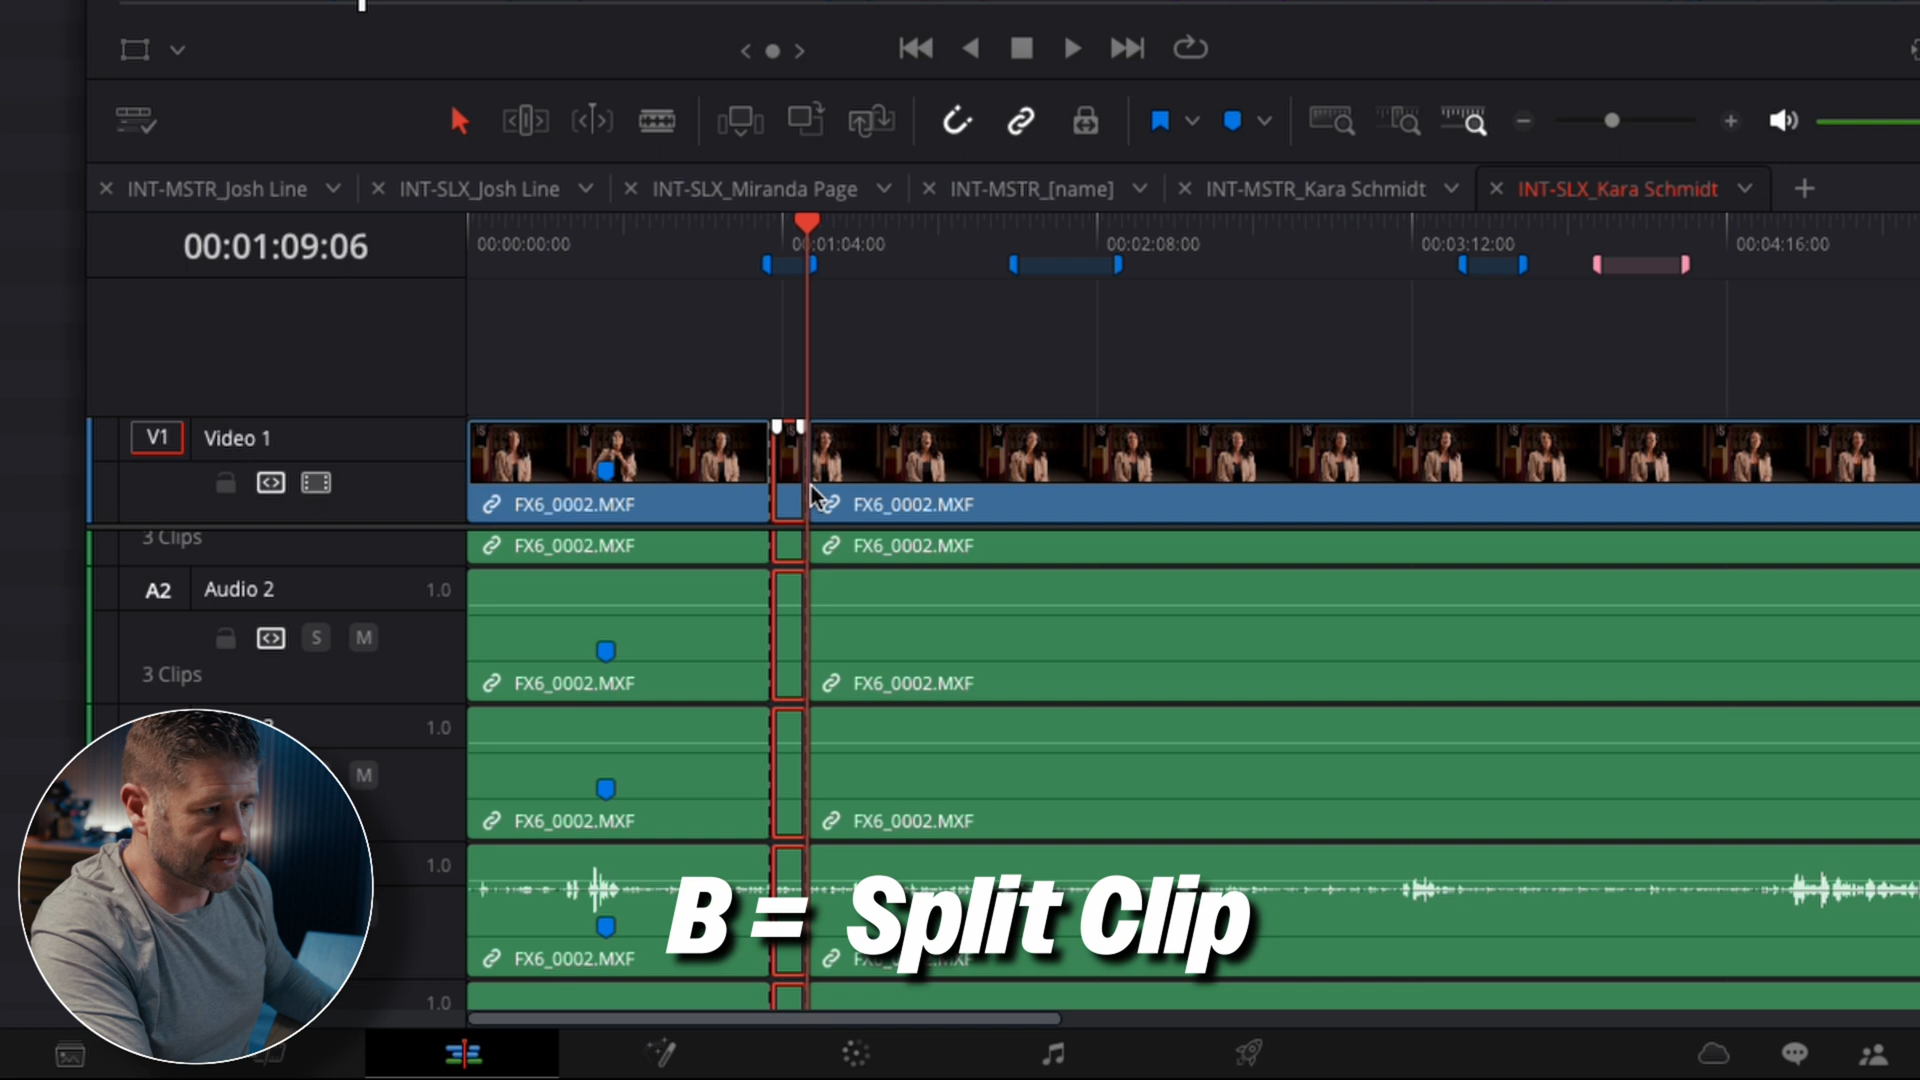 INT-MSTR_Josh Line
INT-SLX_Josh Line
INT-SLX_Miranda Page
INT-MSTR_[name]
INT-MSTR_Kara Schmidt
INT-SLX_Kara Schmidt
00:01:09:06
00:00:00:00
00:01:04:00
00:02:08:00
00:03:12:00
00:04:16:00
V1 Video 1
FX6_0002.MXF
FX6_0002.MXF
3 Clips
FX6_0002.MXF
FX6_0002.MXF
A2 Audio 2 1.0
S M
3 Clips
FX6_0002.MXF
FX6_0002.MXF
1.0
M
FX6_0002.MXF
FX6_0002.MXF
1.0
B = Split Clip
FX6_0002.MXF
1.0